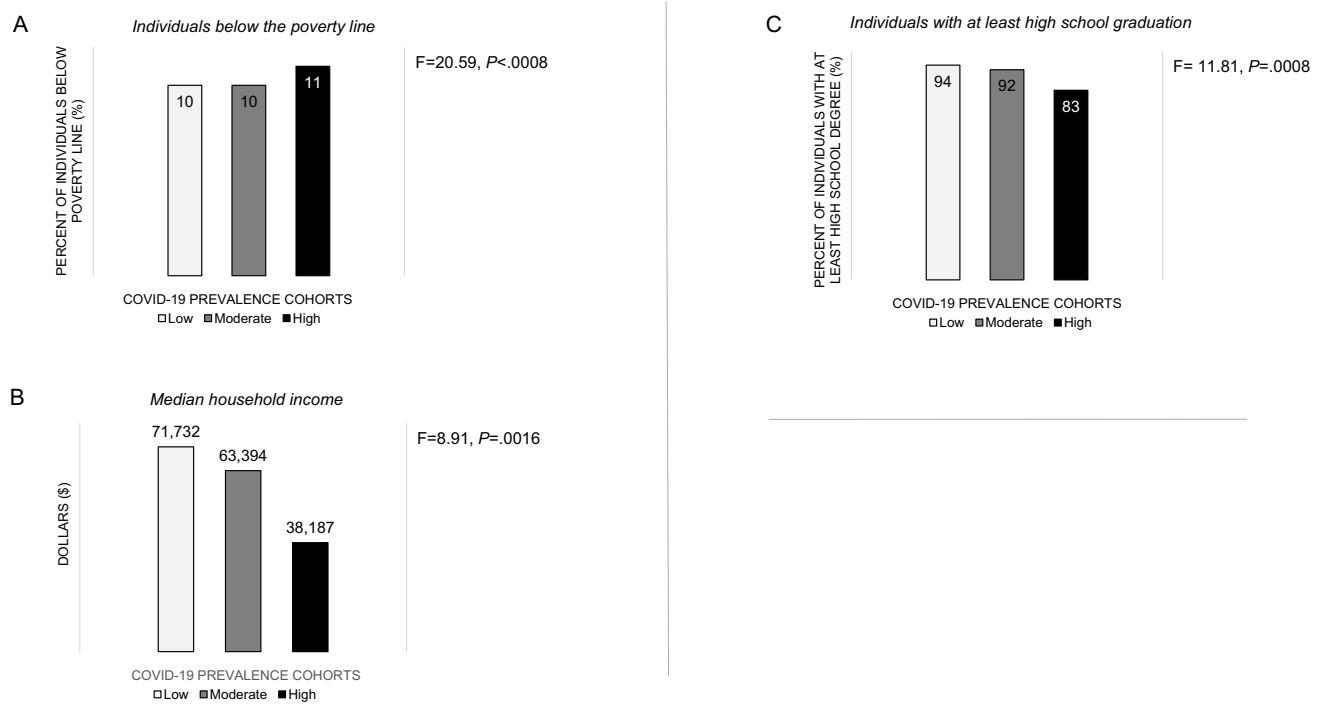 A
Individuals below the poverty line
PERCENT OF INDIVIDUALS BELOW
POVERTY LINE (%)
10
10
11
F=20.59, P<.0008
COVID-19 PREVALENCE COHORTS
Low Moderate High
B
Median household income
DOLLARS ($)
71,732
63,394
38,187
F=8.91, P=.0016
COVID-19 PREVALENCE COHORTS
Low Moderate High
C
Individuals with at least high school graduation
PERCENT OF INDIVIDUALS WITH AT
LEAST HIGH SCHOOL DEGREE (%)
94
92
83
F= 11.81, P=.0008
COVID-19 PREVALENCE COHORTS
Low Moderate High